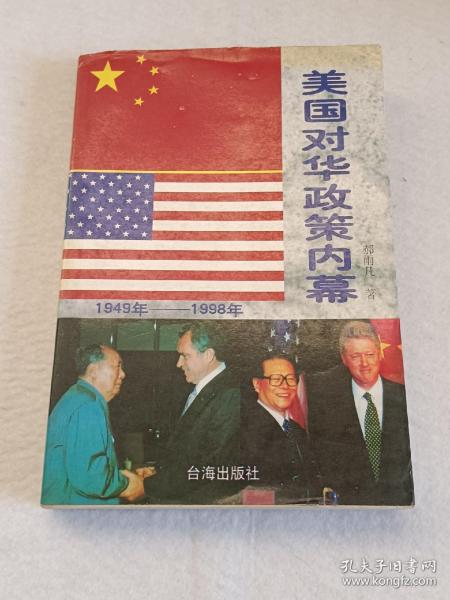 美国对华政策内幕
郝雨凡 著
1949年——1998年
台海出版社
孔夫子旧书网
www.kongfz.com